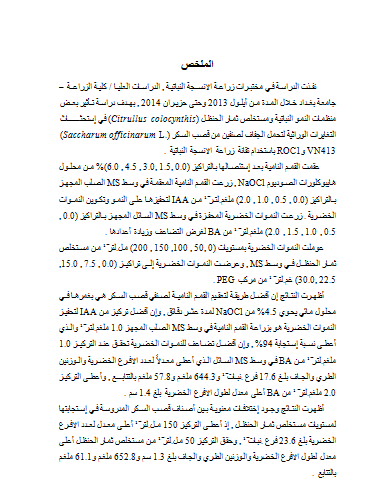 الملخص
نفذت الدراسة في مختبرات زراعة الانسجة النباتية , الدراسات العليا / كلية الزراعة –
جامعة بغداد خلال المدة من أيلول 2013 وحتى حزيران 2014 , بهدف دراسة تأثير بعض
منظمات النمو النباتية ومستخلص ثمار الحنظل (Citrullus colocynthis) في إستحثاث
التغايرات الوراثية لتحمل الجفاف لصنفين من قصب السكر (Saccharum officinarum L.)
VN413 و ROC1 باستخدام تقانة زراعة الانسجة النباتية .
عقمت القمم النامية بعد إستئصالها بالتراكيز (0.0 , 1.5 , 3.0 , 4.5 , 6.0)% من محلول
هايبوكلورات الصوديوم NaOCl , زرعت القمم النامية المعقمة في وسط MS الصلب المجهز
بالتراكيز (0.0 , 0.5 , 1.0 , 2.0) ملغم لتر⁻¹ من IAA لتحفيزها على النمو وتكوين النموات
الخضرية . زرعت النموات الخضرية المحفزة في وسط MS السائل المجهز بالتراكيز (0.0 ,
0.5 , 1.0 , 1.5 , 2.0) ملغم لتر⁻¹ من BA لغرض التضاعف وزيادة أعدادها .
عوملت النموات الخضرية بمستويات (0 , 50 , 100 , 150 , 200) مل لتر⁻¹ من مستخلص
ثمار الحنظل في وسط MS , وعرضت النموات الخضرية إلى تراكيز (0.0 , 7.5 , 15.0 ,
22.5 , 30.0) غم لتر⁻¹ من مركب PEG .
أظهرت النتائج إن أفضل طريقة لتعقيم القمم النامية لصنفي قصب السكر هي بغمرها في
محلول مائي يحوي 4.5% من NaOCl لمدة عشر دقائق , وإن أفضل تركيز من IAA لتحفيز
النموات الخضرية هو بزراعة القمم النامية في وسط MS الصلب المجهز 1.0 ملغم لتر⁻¹ والذي
أعطى نسبة إستجابة 94% , وإن أفضل تضاعف للنموات الخضرية تحقق عند التركيز 1.0
ملغم لتر⁻¹ من BA في وسط MS السائل الذي أعطى معدلاً لعدد الافرع الخضرية والوزنين
الطري والجاف بلغ 17.6 فرع نبات⁻¹ و 644.3 ملغم و 57.8 ملغم بالتتابع , وأعطى التركيز
2.0 ملغم لتر⁻¹ من BA أعلى معدل لطول الافرع الخضرية بلغ 1.4 سم .
أظهرت النتائج وجود إختلافات معنوية بين أصناف قصب السكر المدروسة في إستجابتها
لمستويات مستخلص ثمار الحنظل , إذ أعطى التركيز 150 مل لتر⁻¹ أعلى معدل لعدد الافرع
الخضرية بلغ 23.6 فرع نبات⁻¹ , وحقق التركيز 50 مل لتر⁻¹ من مستخلص ثمار الحنظل أعلى
معدل لطول الافرع الخضرية والوزنين الطري والجاف بلغ 1.3 سم و 652.8 ملغم و 61.1 ملغم
بالتتابع .